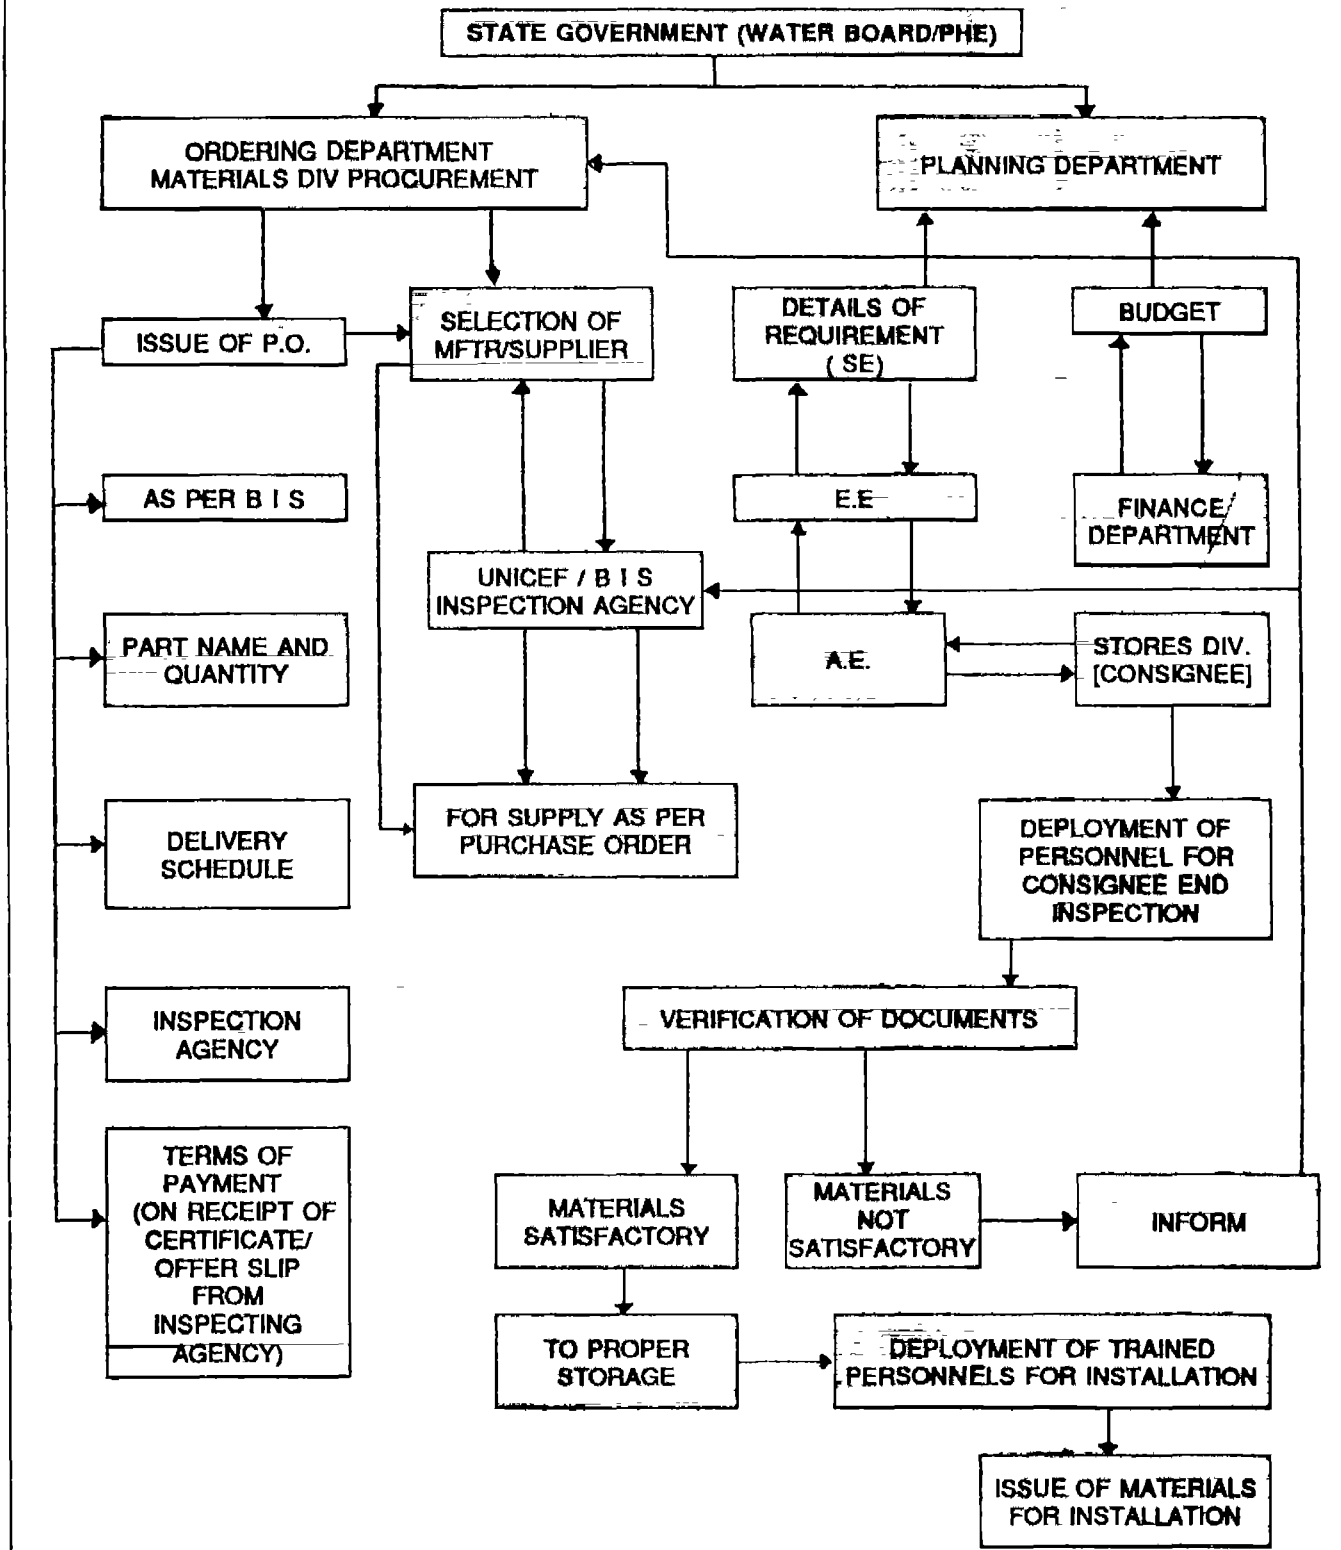 STATE GOVERNMENT (WATER BOARD/PHE)
ORDERING DEPARTMENT
MATERIALS DIV PROCUREMENT
PLANNING DEPARTMENT
ISSUE OF P.O.
SELECTION OF
MFTR/SUPPLIER
DETAILS OF
REQUIREMENT
( SE)
BUDGET
AS PER B I S
E.E
FINANCE
DEPARTMENT
UNICEF / B I S
INSPECTION AGENCY
PART NAME AND
QUANTITY
A.E.
STORES DIV.
[CONSIGNEE]
DELIVERY
SCHEDULE
FOR SUPPLY AS PER
PURCHASE ORDER
DEPLOYMENT OF
PERSONNEL FOR
CONSIGNEE END
INSPECTION
INSPECTION
AGENCY
VERIFICATION OF DOCUMENTS
TERMS OF
PAYMENT
(ON RECEIPT OF
CERTIFICATE/
OFFER SLIP
FROM
INSPECTING
AGENCY)
MATERIALS
SATISFACTORY
MATERIALS
NOT
SATISFACTORY
INFORM
TO PROPER
STORAGE
DEPLOYMENT OF TRAINED
PERSONNELS FOR INSTALLATION
ISSUE OF MATERIALS
FOR INSTALLATION